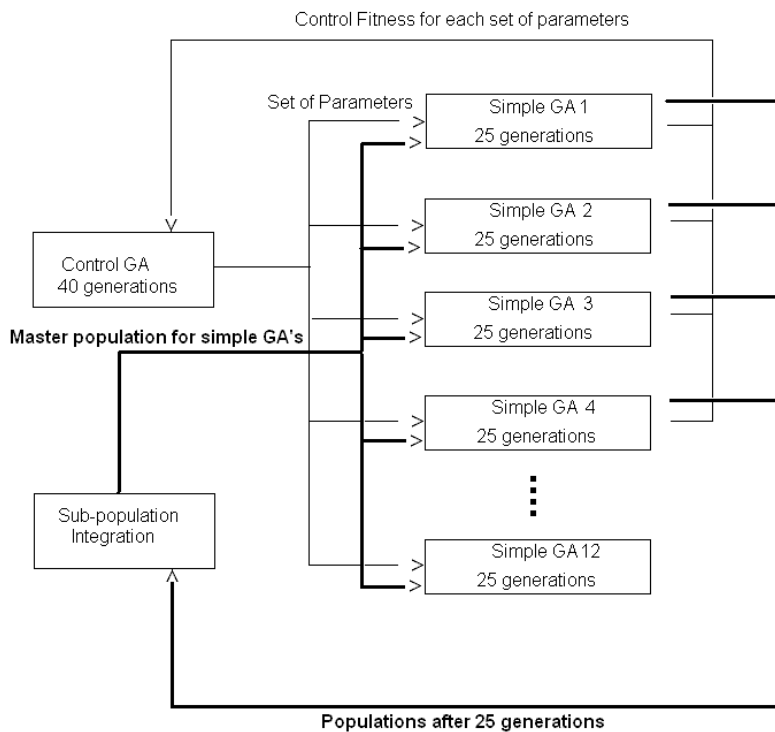 Control Fitness for each set of parameters
Set of Parameters
Simple GA 1
25 generations
Simple GA 2
25 generations
Control GA
40 generations
Simple GA 3
25 generations
Master population for simple GA's
Simple GA 4
25 generations
Sub-population
Integration
Simple GA 12
25 generations
Populations after 25 generations